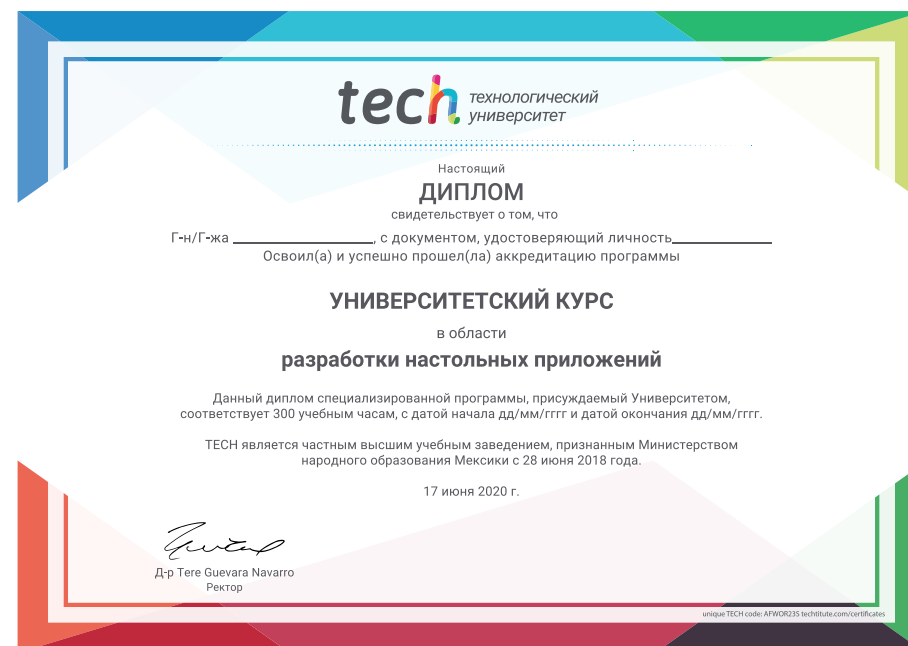 tech технологический
университет
Настоящий
ДИПЛОМ
свидетельствует о том, что
Г-н/Г-жа ____________________, с документом, удостоверяющий личность______________
Освоил(а) и успешно прошел(ла) аккредитацию программы
УНИВЕРСИТЕТСКИЙ КУРС
в области
разработки настольных приложений
Данный диплом специализированной программы, присуждаемый Университетом,
соответствует 300 учебным часам, с датой начала дд/мм/гггг и датой окончания дд/мм/гггг.
TECH является частным высшим учебным заведением, признанным Министерством
народного образования Мексики с 28 июня 2018 года.
17 июня 2020 г.
Д-р Tere Guevara Navarro
Ректор
unique TECH code: AFWOR23S techtitute.com/certificates